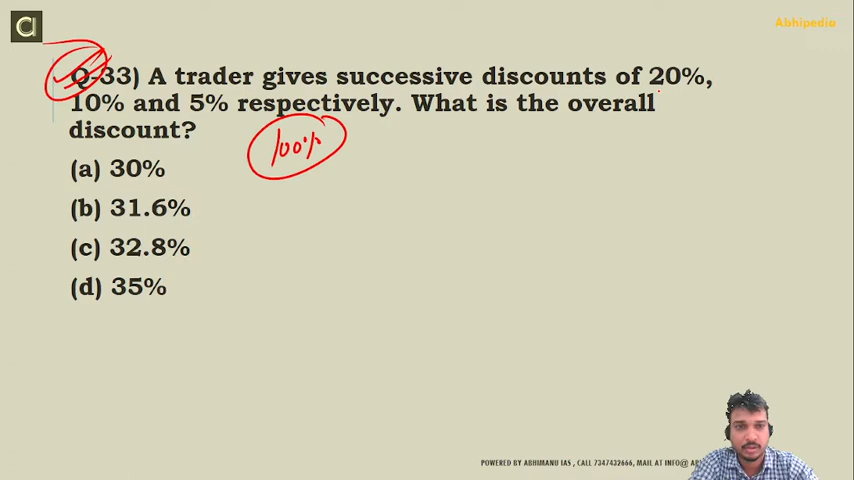 a
Abhipedia
Q-33) A trader gives successive discounts of 20%,
10% and 5% respectively. What is the overall
discount?
100%
(a) 30%
(b) 31.6%
(c) 32.8%
(d) 35%
POWERED BY ABHIMANU IAS , CALL 7347432666, MAIL AT INFO@